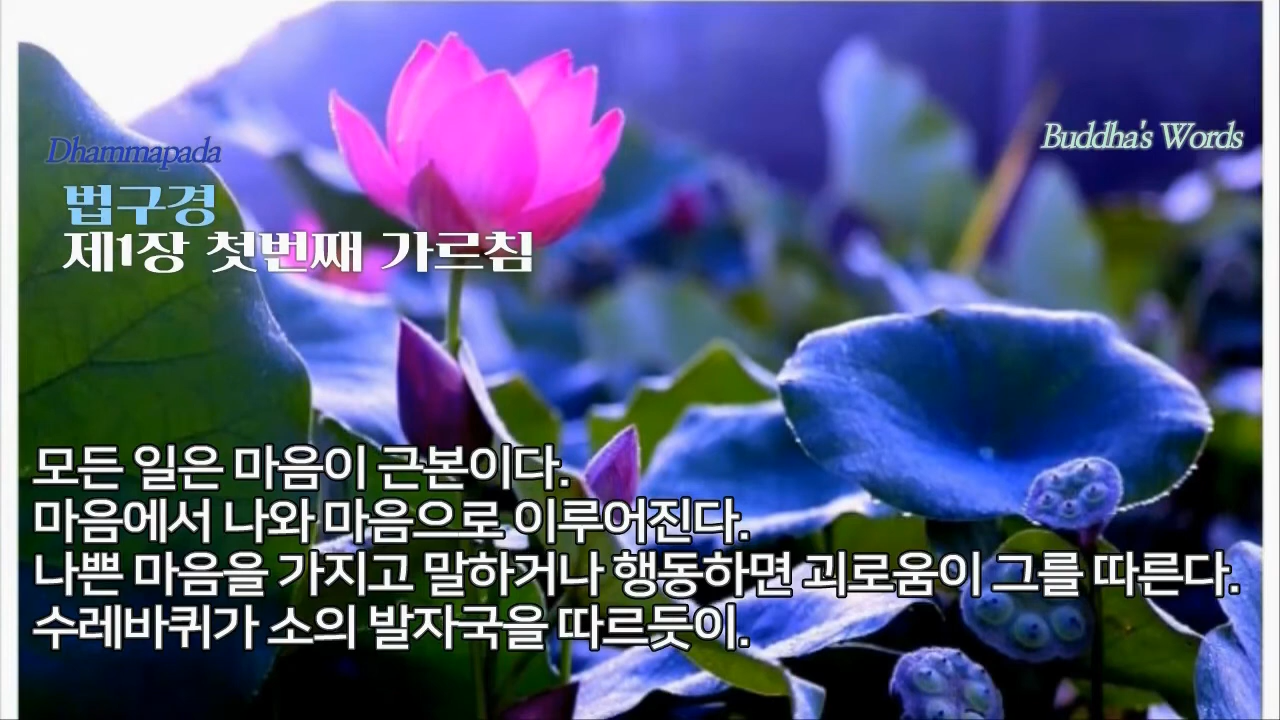 Dhammapada
Buddha's Words
법구경
제1장 첫번째 가르침
모든 일은 마음이 근본이다.
마음에서 나와 마음으로 이루어진다.
나쁜 마음을 가지고 말하거나 행동하면 괴로움이 그를 따른다.
수레바퀴가 소의 발자국을 따르듯이.